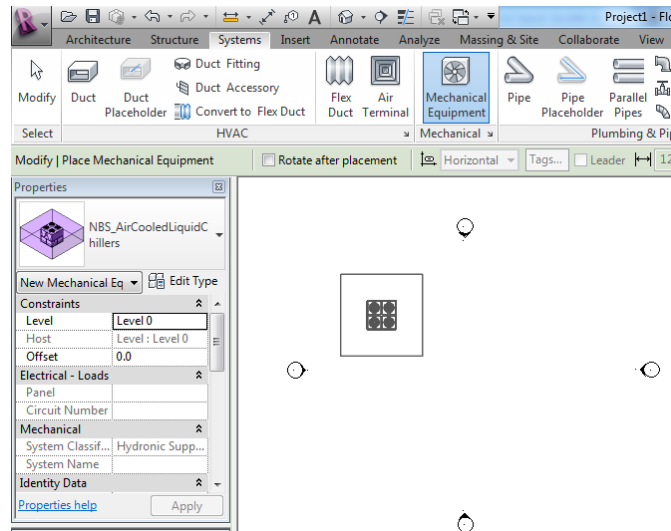 Project1 - Flo
Architecture Structure Systems Insert Annotate Analyze Massing & Site Collaborate View
Modify
Duct
Duct Placeholder
Duct Fitting
Duct Accessory
Convert to Flex Duct
Flex Duct
Air Terminal
Mechanical Equipment
Pipe
Pipe Placeholder
Parallel Pipes
Select HVAC Mechanical Plumbing & Pip
Modify | Place Mechanical Equipment Rotate after placement Horizontal Tags... Leader 12
Properties
NBS_AirCooledLiquidC
hillers
New Mechanical Eq Edit Type
Constraints
Level Level 0
Host Level : Level 0
Offset 0.0
Electrical - Loads
Panel
Circuit Number
Mechanical
System Classif... Hydronic Supp...
System Name
Identity Data
Properties help Apply